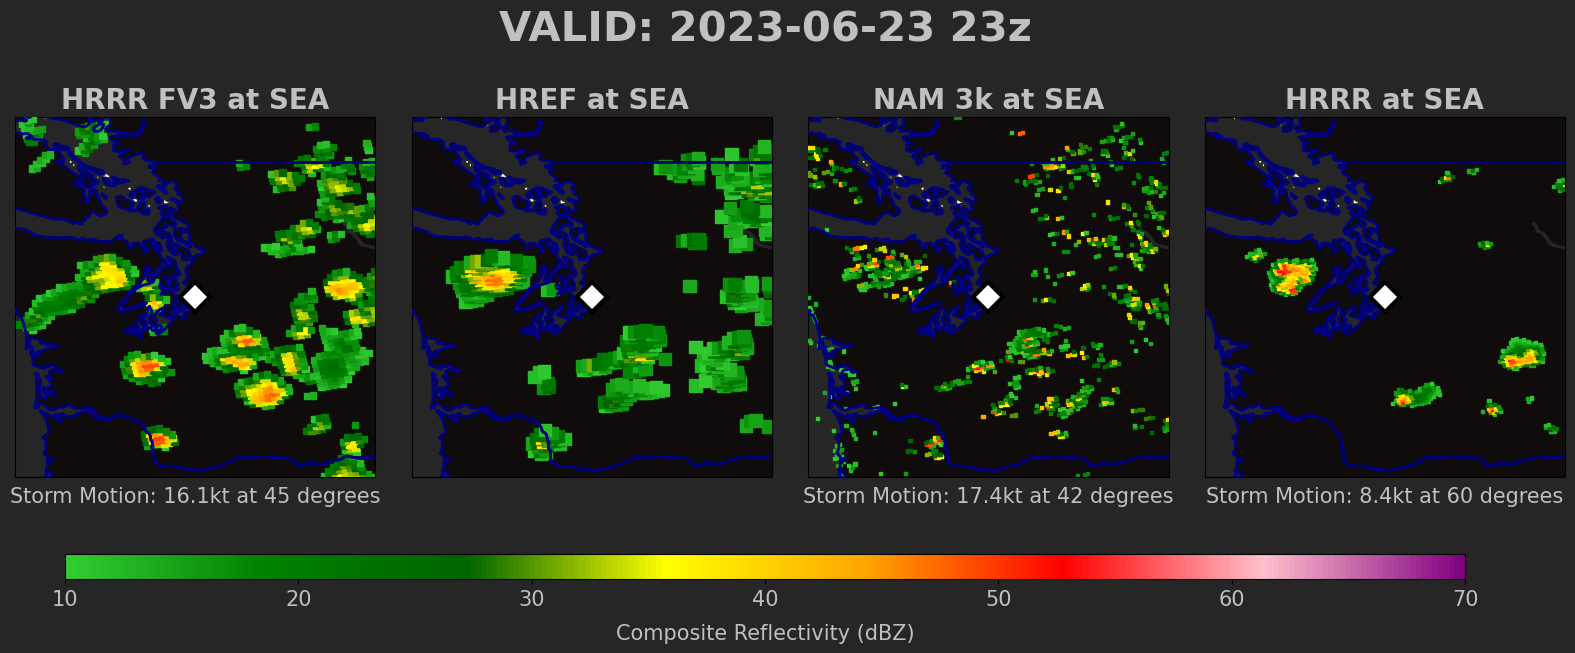 VALID: 2023-06-23 23z
HRRR FV3 at SEA
HREF at SEA
NAM 3k at SEA
HRRR at SEA
Storm Motion: 16.1kt at 45 degrees
Storm Motion: 17.4kt at 42 degrees
Storm Motion: 8.4kt at 60 degrees
10 20 30 40 50 60 70
Composite Reflectivity (dBZ)